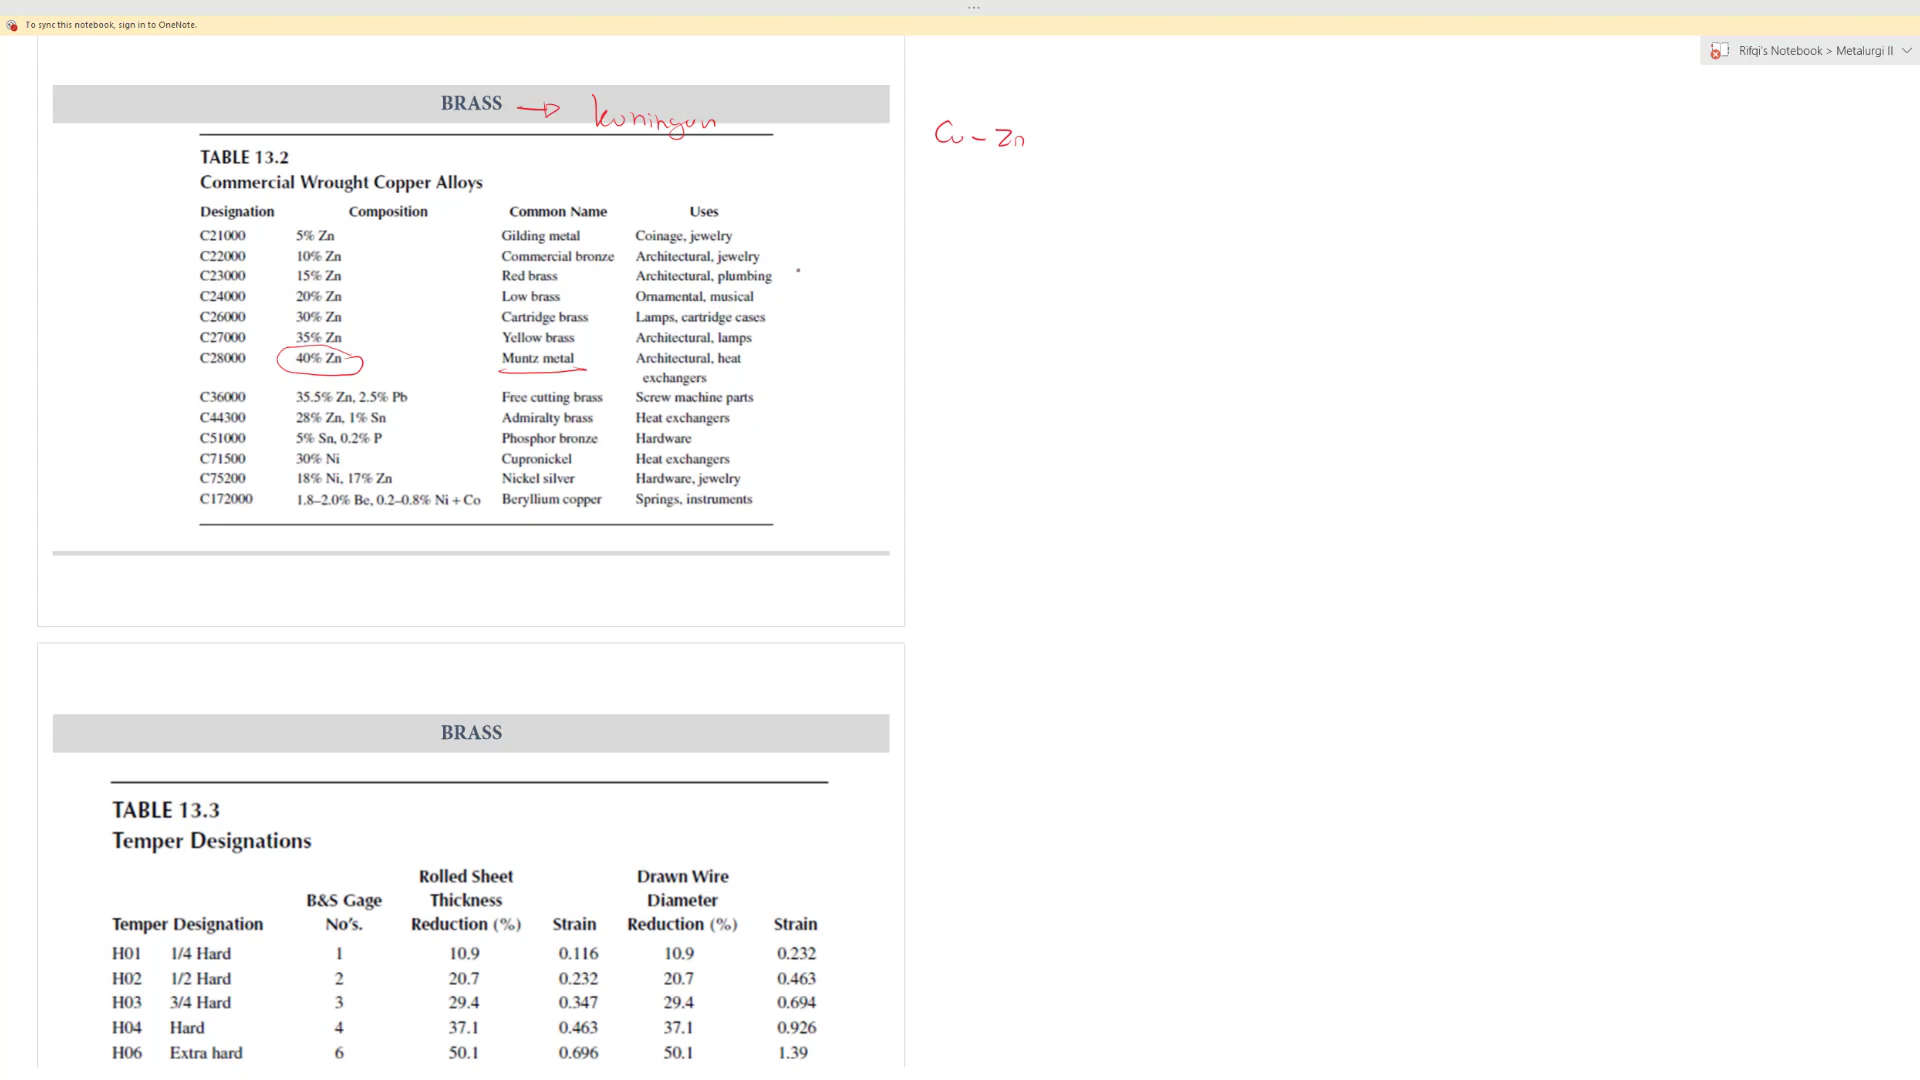 To sync this notebook, sign in to OneNote.
Rifqi's Notebook > Metalurgi II
BRASS → kuningan
Cu - Zn
TABLE 13.2
Commercial Wrought Copper Alloys
Designation Composition Common Name Uses
C21000 5% Zn Gilding metal Coinage, jewelry
C22000 10% Zn Commercial bronze Architectural, jewelry
C23000 15% Zn Red brass Architectural, plumbing
C24000 20% Zn Low brass Ornamental, musical
C26000 30% Zn Cartridge brass Lamps, cartridge cases
C27000 35% Zn Yellow brass Architectural, lamps
C28000 40% Zn Muntz metal Architectural, heat
exchangers
C36000 35.5% Zn, 2.5% Pb Free cutting brass Screw machine parts
C44300 28% Zn, 1% Sn Admiralty brass Heat exchangers
C51000 5% Sn, 0.2% P Phosphor bronze Hardware
C71500 30% Ni Cupronickel Heat exchangers
C75200 18% Ni, 17% Zn Nickel silver Hardware, jewelry
C172000 1.8–2.0% Be, 0.2–0.8% Ni + Co Beryllium copper Springs, instruments
BRASS
TABLE 13.3
Temper Designations
Rolled Sheet Drawn Wire
B&S Gage Thickness Diameter
Temper Designation No's. Reduction (%) Strain Reduction (%) Strain
H01 1/4 Hard 1 10.9 0.116 10.9 0.232
H02 1/2 Hard 2 20.7 0.232 20.7 0.463
H03 3/4 Hard 3 29.4 0.347 29.4 0.694
H04 Hard 4 37.1 0.463 37.1 0.926
H06 Extra hard 6 50.1 0.696 50.1 1.39